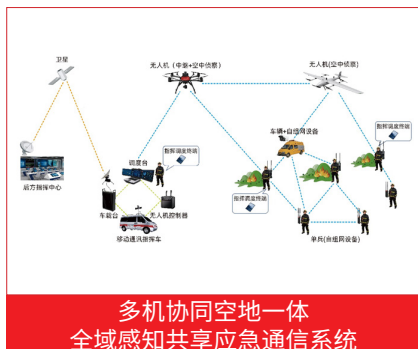 卫星
无人机（中继+空中侦察）
无人机(空中侦察)
车辆+自组网设备
指挥调度终端
调度台
指挥调度终端
后方指挥中心
指挥调度终端
车载台
无人机控制器
移动通讯指挥车
单兵(自组网设备)
多机协同空地一体
全域感知共享应急通信系统